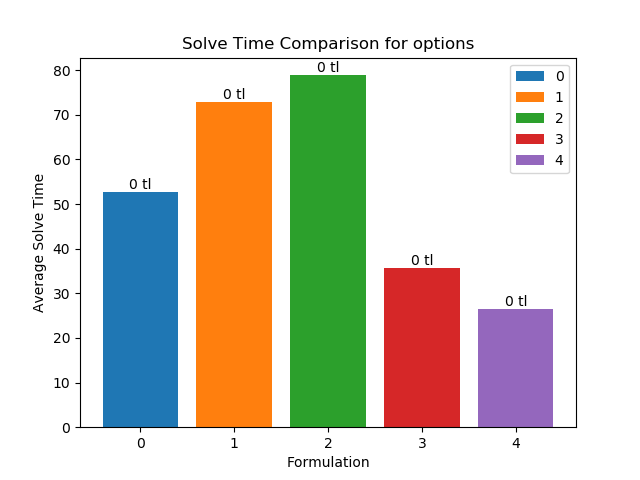 Solve Time Comparison for options
80
70
60
50
40
30
20
10
0
Average Solve Time
0 tl
0 tl
0 tl
0 tl
0 tl
0
1
2
3
4
0
1
2
3
4
Formulation